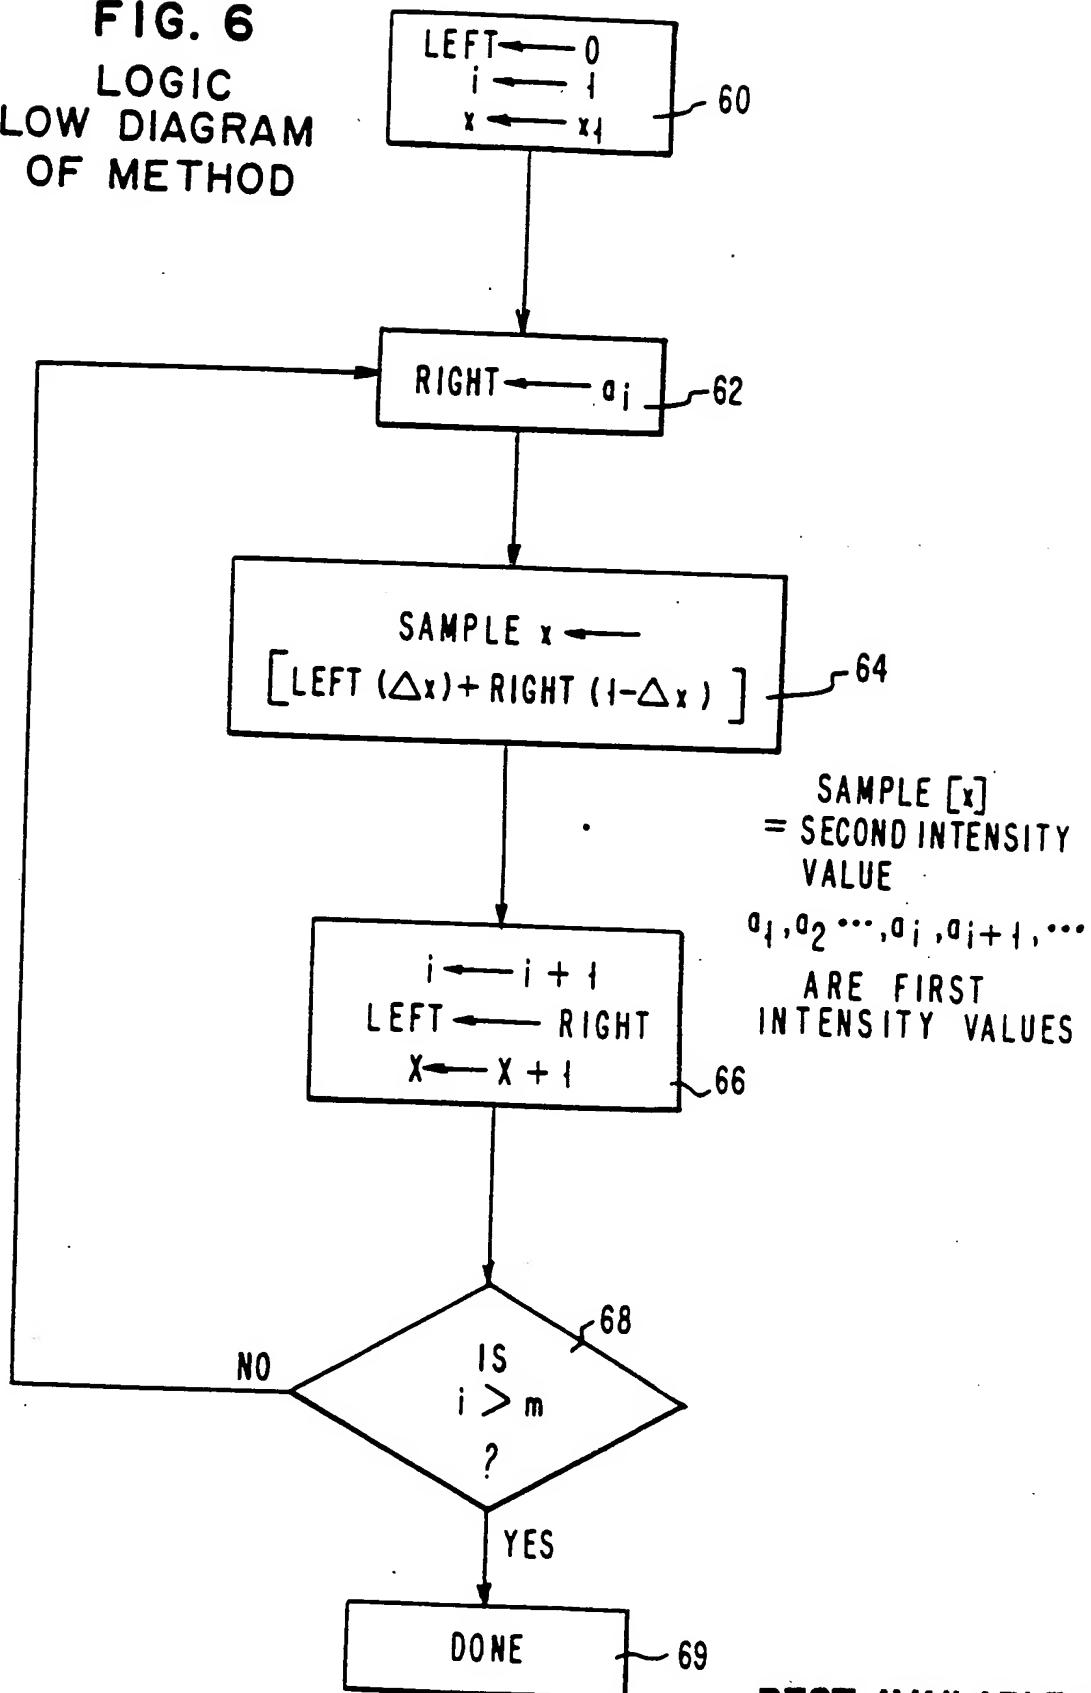 FIG. 6
LOGIC
LOW DIAGRAM
OF METHOD
LEFT ← 0
i ← 1
x ← x1
60
RIGHT ← ai
62
SAMPLE x ←
[LEFT (△x) + RIGHT (1-△x)]
64
SAMPLE [x]
= SECOND INTENSITY
VALUE
a1, a2 ..., ai, ai+1, ...
ARE FIRST
INTENSITY VALUES
i ← i + 1
LEFT ← RIGHT
X ← X + 1
66
68
IS
i > m
?
NO
YES
DONE
69